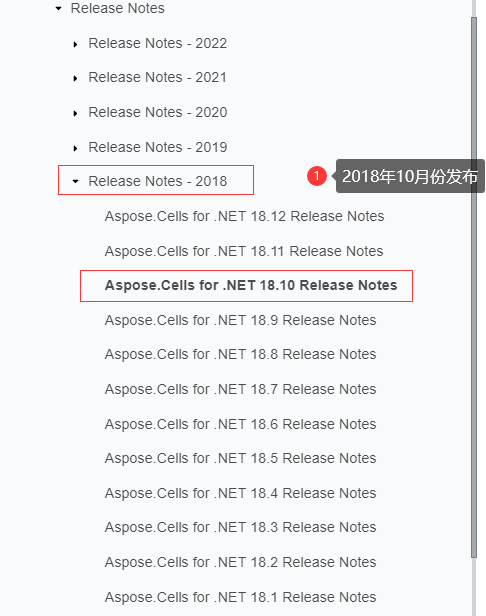 Release Notes
Release Notes - 2022
Release Notes - 2021
Release Notes - 2020
Release Notes - 2019
Release Notes - 2018
1
2018年10月份发布
Aspose.Cells for .NET 18.12 Release Notes
Aspose.Cells for .NET 18.11 Release Notes
Aspose.Cells for .NET 18.10 Release Notes
Aspose.Cells for .NET 18.9 Release Notes
Aspose.Cells for .NET 18.8 Release Notes
Aspose.Cells for .NET 18.7 Release Notes
Aspose.Cells for .NET 18.6 Release Notes
Aspose.Cells for .NET 18.5 Release Notes
Aspose.Cells for .NET 18.4 Release Notes
Aspose.Cells for .NET 18.3 Release Notes
Aspose.Cells for .NET 18.2 Release Notes
Aspose.Cells for .NET 18.1 Release Notes